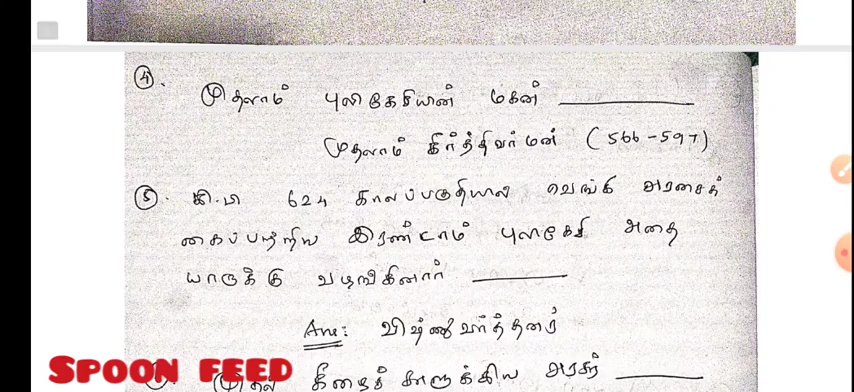 4.
முதலாம் புலிகேசியின் மகன் ________
முதலாம் கீர்த்திவர்மன் (566-597)
5. கி.பி 624 காலப்பகுதியில் வெங்கி அரசைக்
கைப்பற்றிய இரண்டாம் புலிகேசி அதை
யாருக்கு வழங்கினார் ________
Ans: விஷ்ணுவர்த்தனர்
முதல் கீழைச் சாளுக்கிய அரசர் ________
SPOON FEED